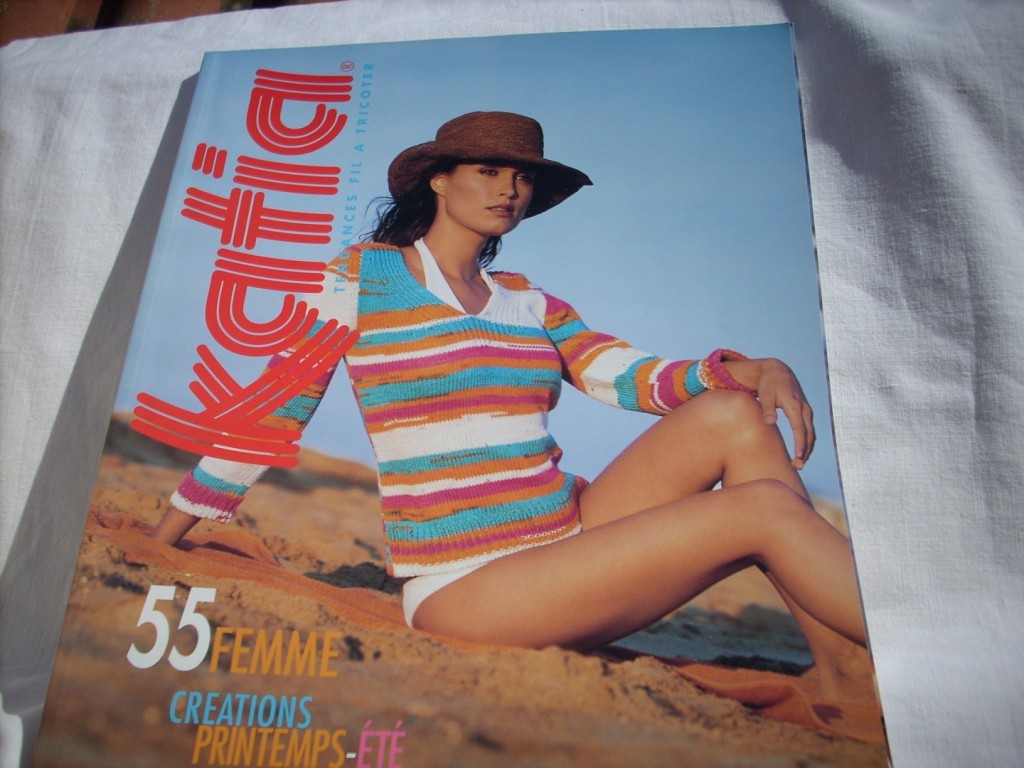 katia®
TENDANCES FIL A TRICOTER
55 FEMME
CREATIONS
PRINTEMPS-ÉTÉ